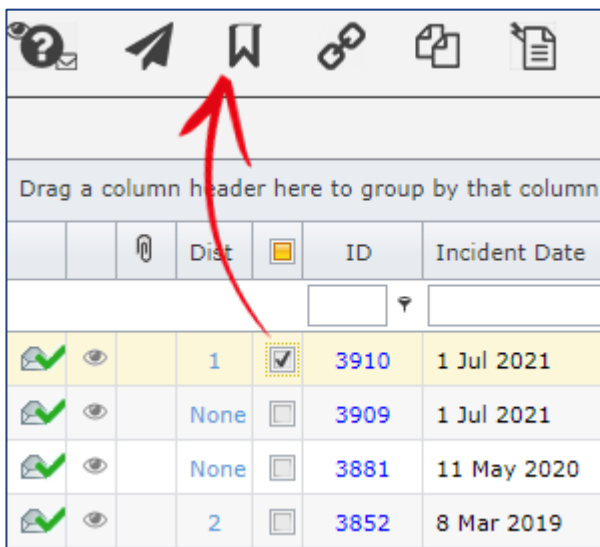 Drag a column header here to group by that column
Dist ID Incident Date
1 3910 1 Jul 2021
None 3909 1 Jul 2021
None 3881 11 May 2020
2 3852 8 Mar 2019